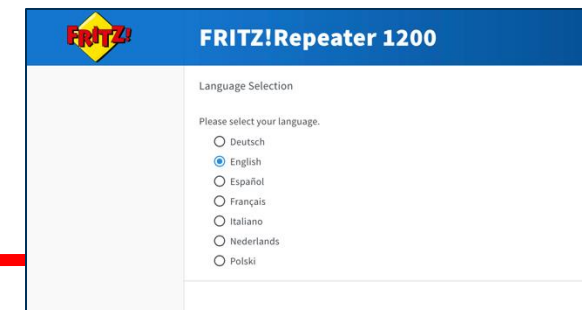 FRITZ!
FRITZ!Repeater 1200
Language Selection
Please select your language.
Deutsch
English
Español
Français
Italiano
Nederlands
Polski